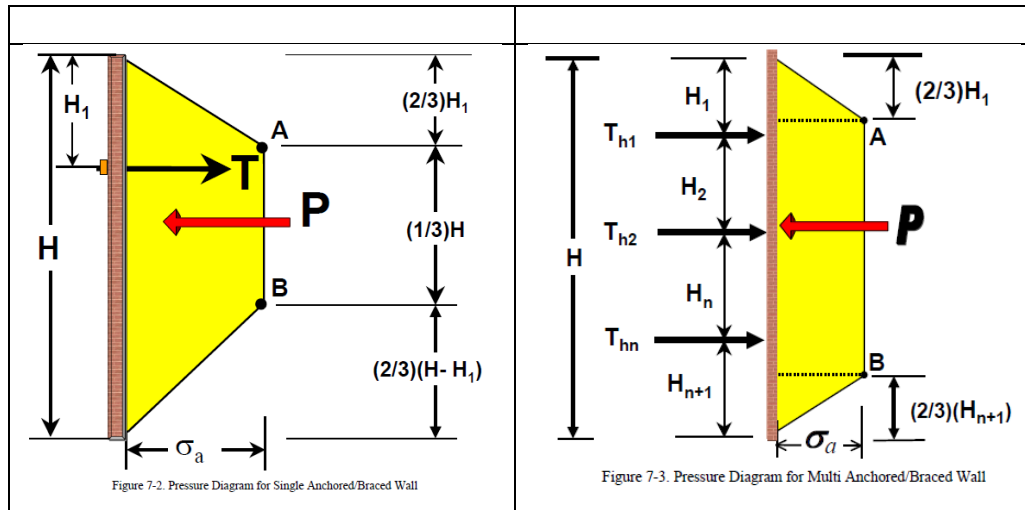 H₁
(2/3)H₁
A
T
P
H
(1/3)H
B
(2/3)(H- H₁)
σₐ
Figure 7-2. Pressure Diagram for Single Anchored/Braced Wall
H₁
(2/3)H₁
Tₕ₁
A
H₂
Tₕ₂
P
H
Hₙ
Tₕₙ
B
Hₙ₊₁
(2/3)(Hₙ₊₁)
σₐ
Figure 7-3. Pressure Diagram for Multi Anchored/Braced Wall